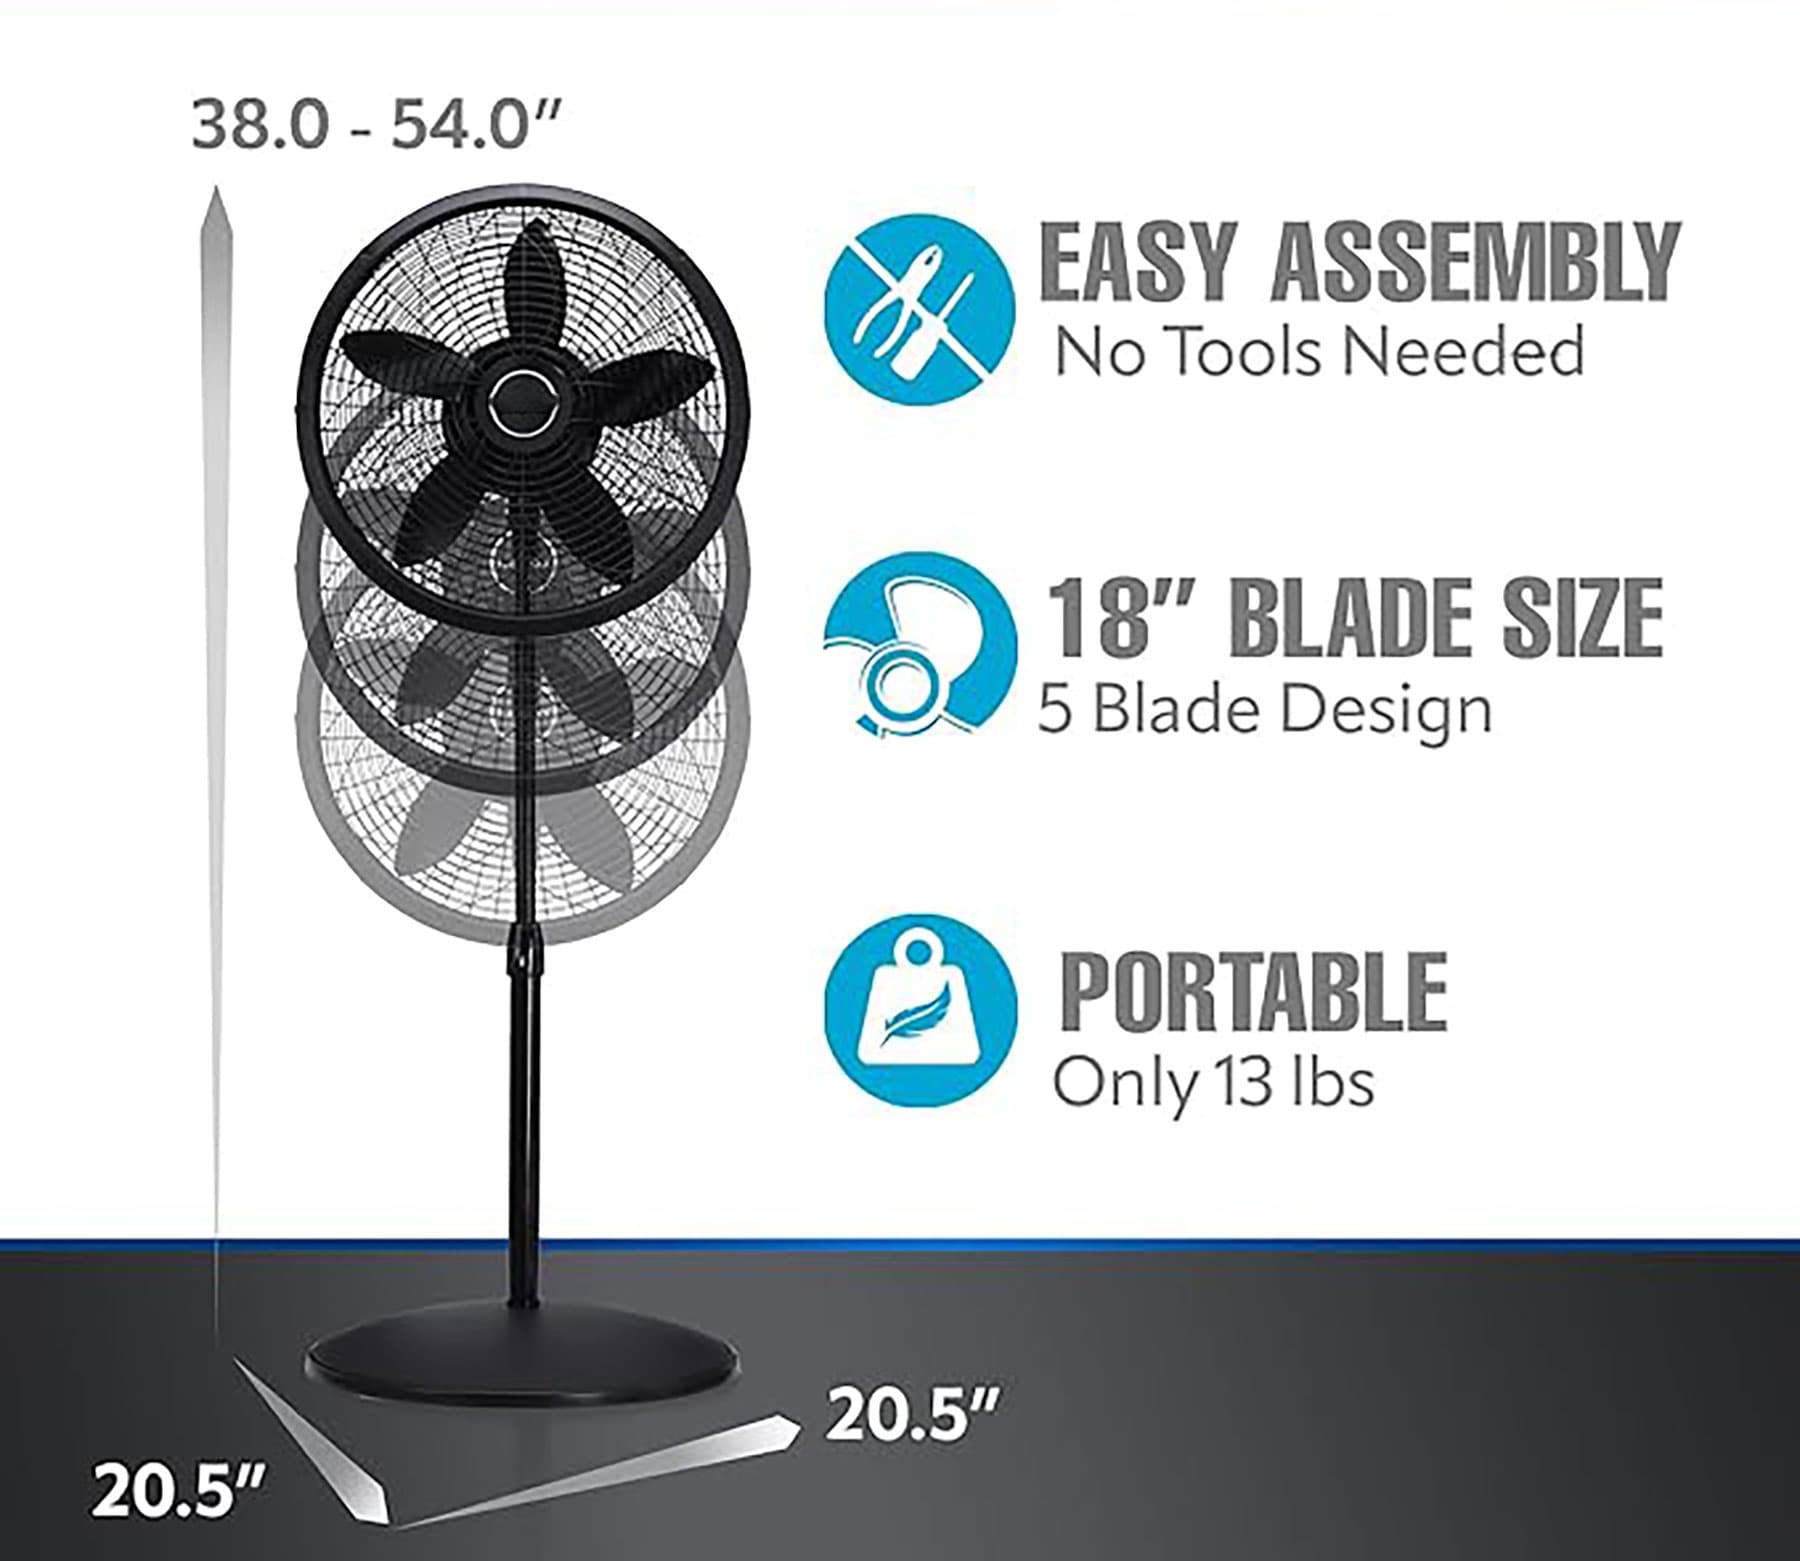 38.0 - 54.0"
EASY ASSEMBLY
No Tools Needed
18" BLADE SIZE
5 Blade Design
PORTABLE
Only 13 lbs
20.5"
20.5"